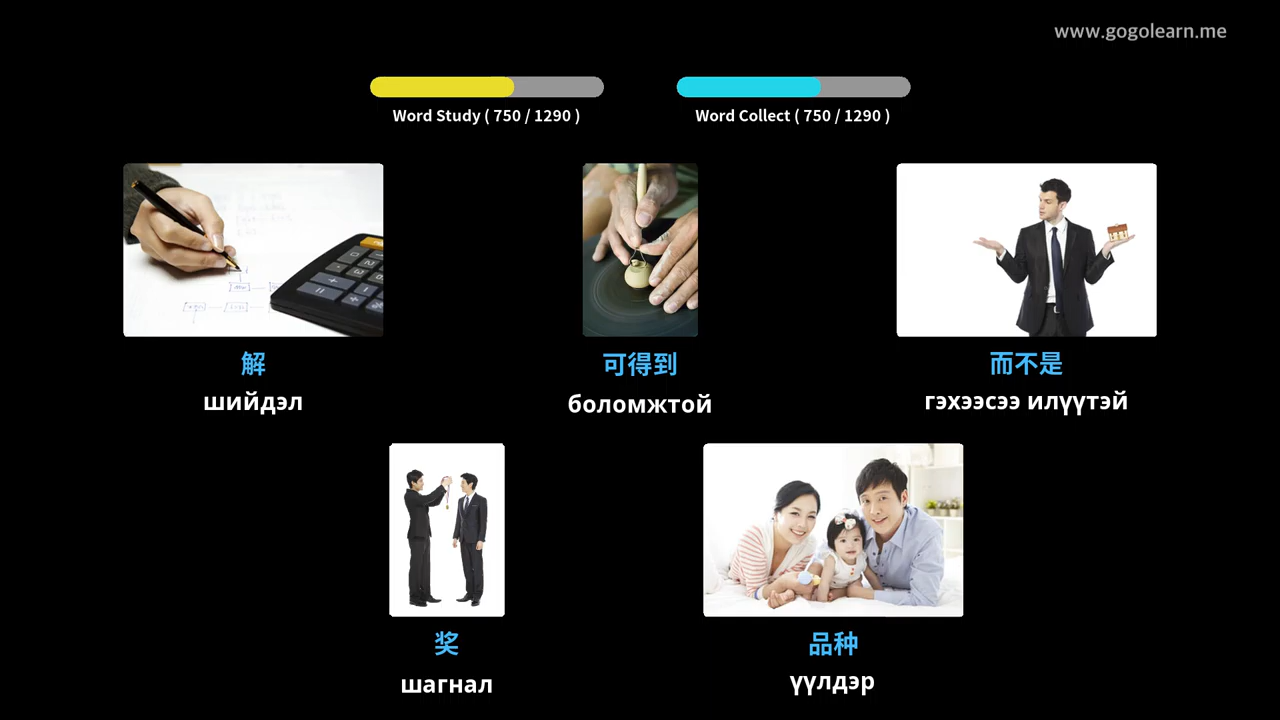 www.gogolearn.me
Word Study ( 750 / 1290 )
Word Collect ( 750 / 1290 )
解
шийдэл
可得到
боломжтой
而不是
гэхээсээ илүүтэй
奖
шагнал
品种
үүлдэр